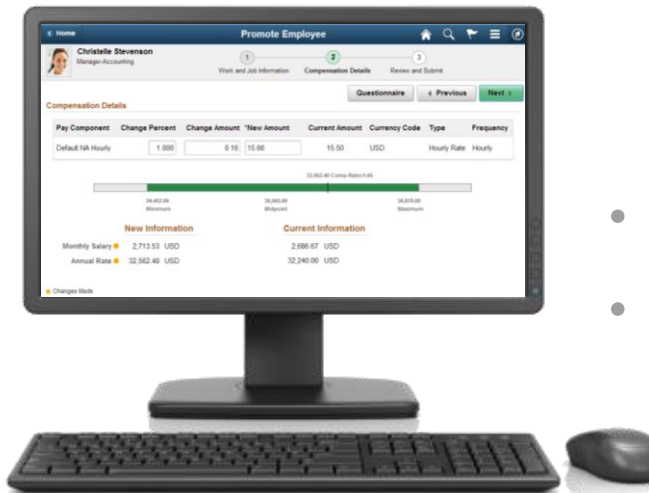 Home
Promote Employee
Christelle Stevenson
Manager-Accounting
1
Work and Job Information
2
Compensation Details
3
Review and Submit
Questionnaire
Previous
Next
Compensation Details
Pay Component Change Percent Change Amount *New Amount Current Amount Currency Code Type Frequency
Default NA Hourly 1.000 0.16 15.66 15.50 USD Hourly Rate Hourly
Minimum
Midpoint
Maximum
New Information
Current Information
Monthly Salary 2,713.53 USD 2,686.67 USD
Annual Rate 32,562.40 USD 32,240.00 USD
Changes Made